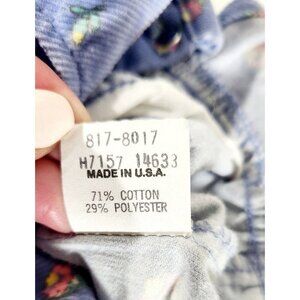 817-8017
H7157 14633
MADE IN U.S.A.
71% COTTON
29% POLYESTER